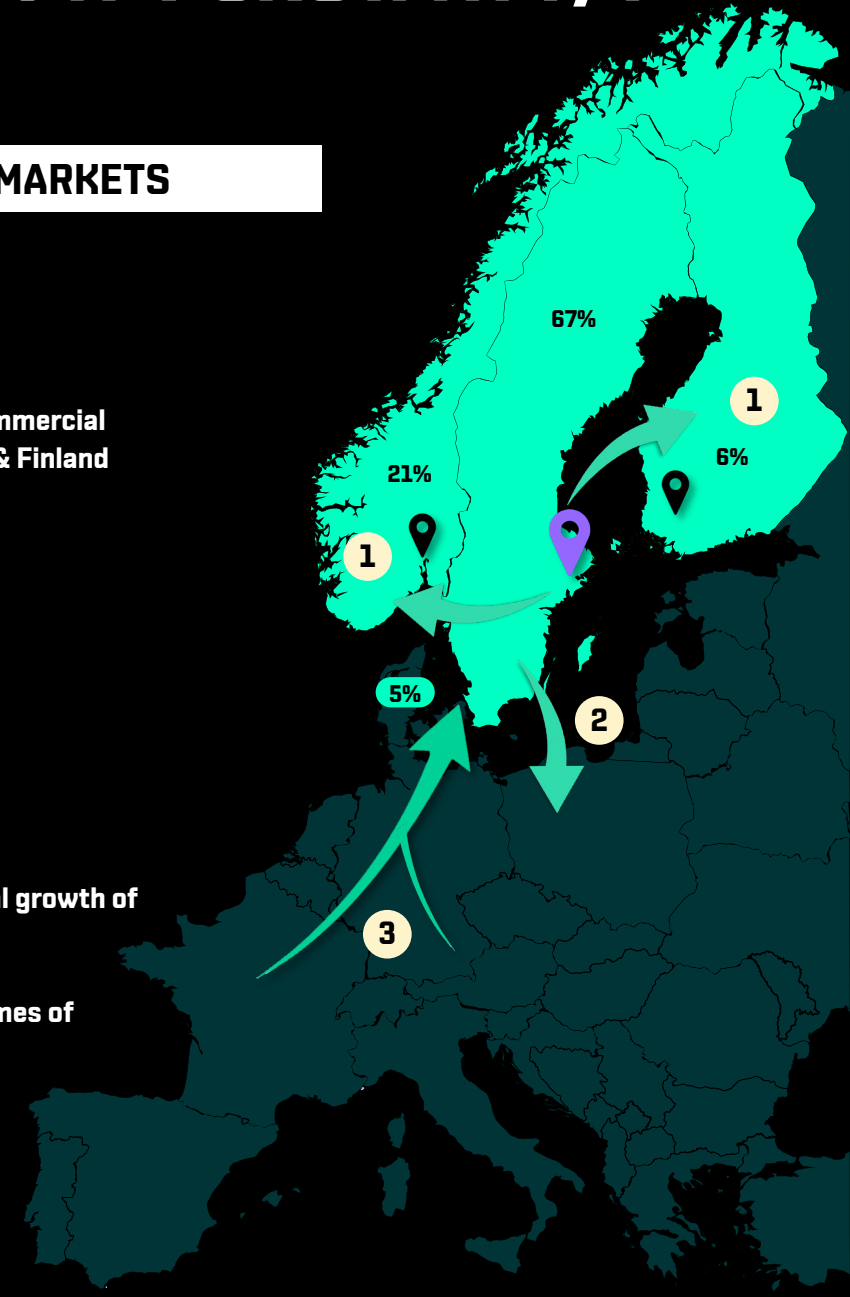 MARKETS
67%
mmercial
1
& Finland
6%
21%
1
5%
2
l growth of
3
nes of